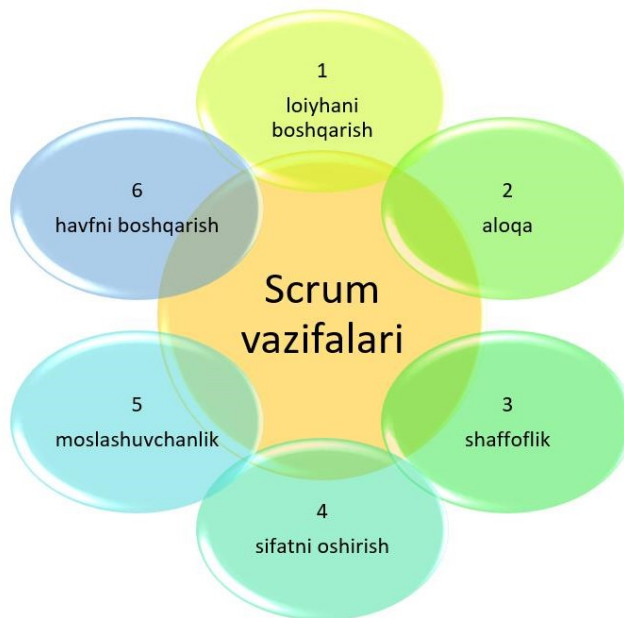 1
loiyhani
boshqarish
2
aloqa
3
shaffoflik
4
sifatni oshirish
5
moslashuvchanlik
6
havfni boshqarish
Scrum
vazifalari